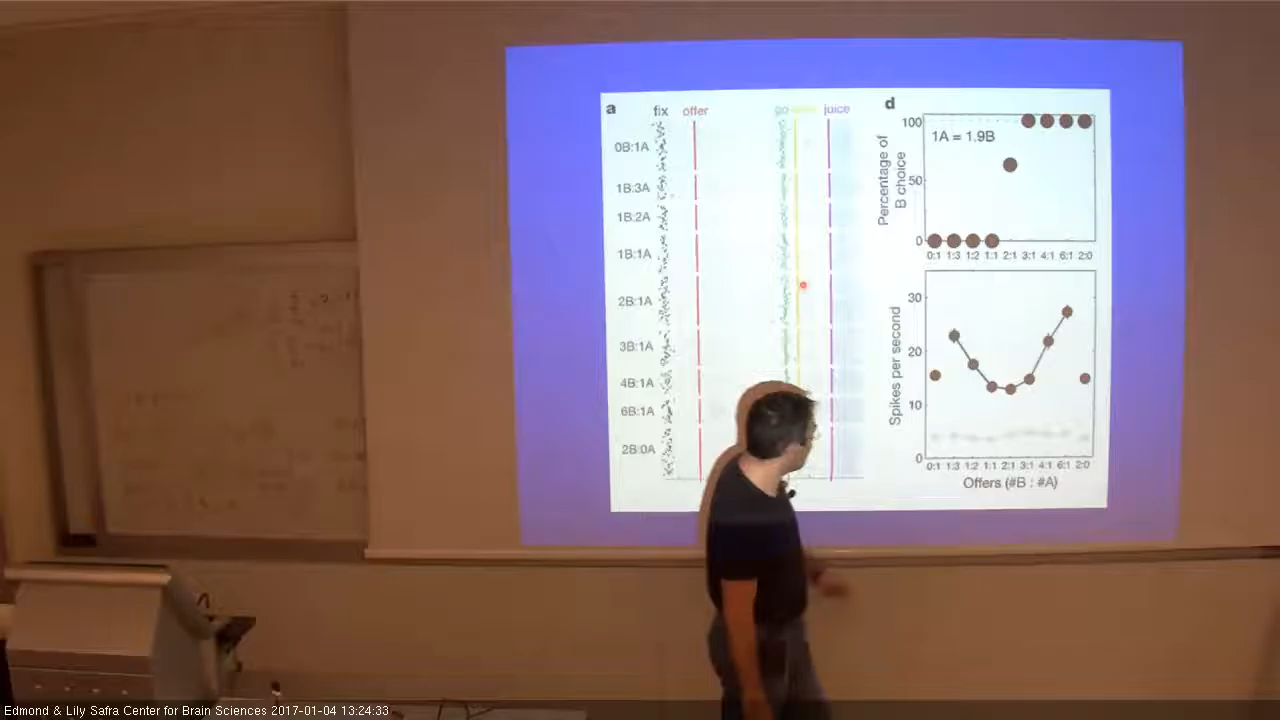 a fix offer go juice
0B:1A
1B:3A
1B:2A
1B:1A
2B:1A
3B:1A
4B:1A
6B:1A
2B:0A
d
Percentage of
B choice
100
50
0
1A = 1.9B
0:1 1:3 1:2 1:1 2:1 3:1 4:1 6:1 2:0
Spikes per second
30
20
10
0
0:1 1:3 1:2 1:1 2:1 3:1 4:1 6:1 2:0
Offers (#B : #A)
Edmond & Lily Safra Center for Brain Sciences 2017-01-04 13:24:33